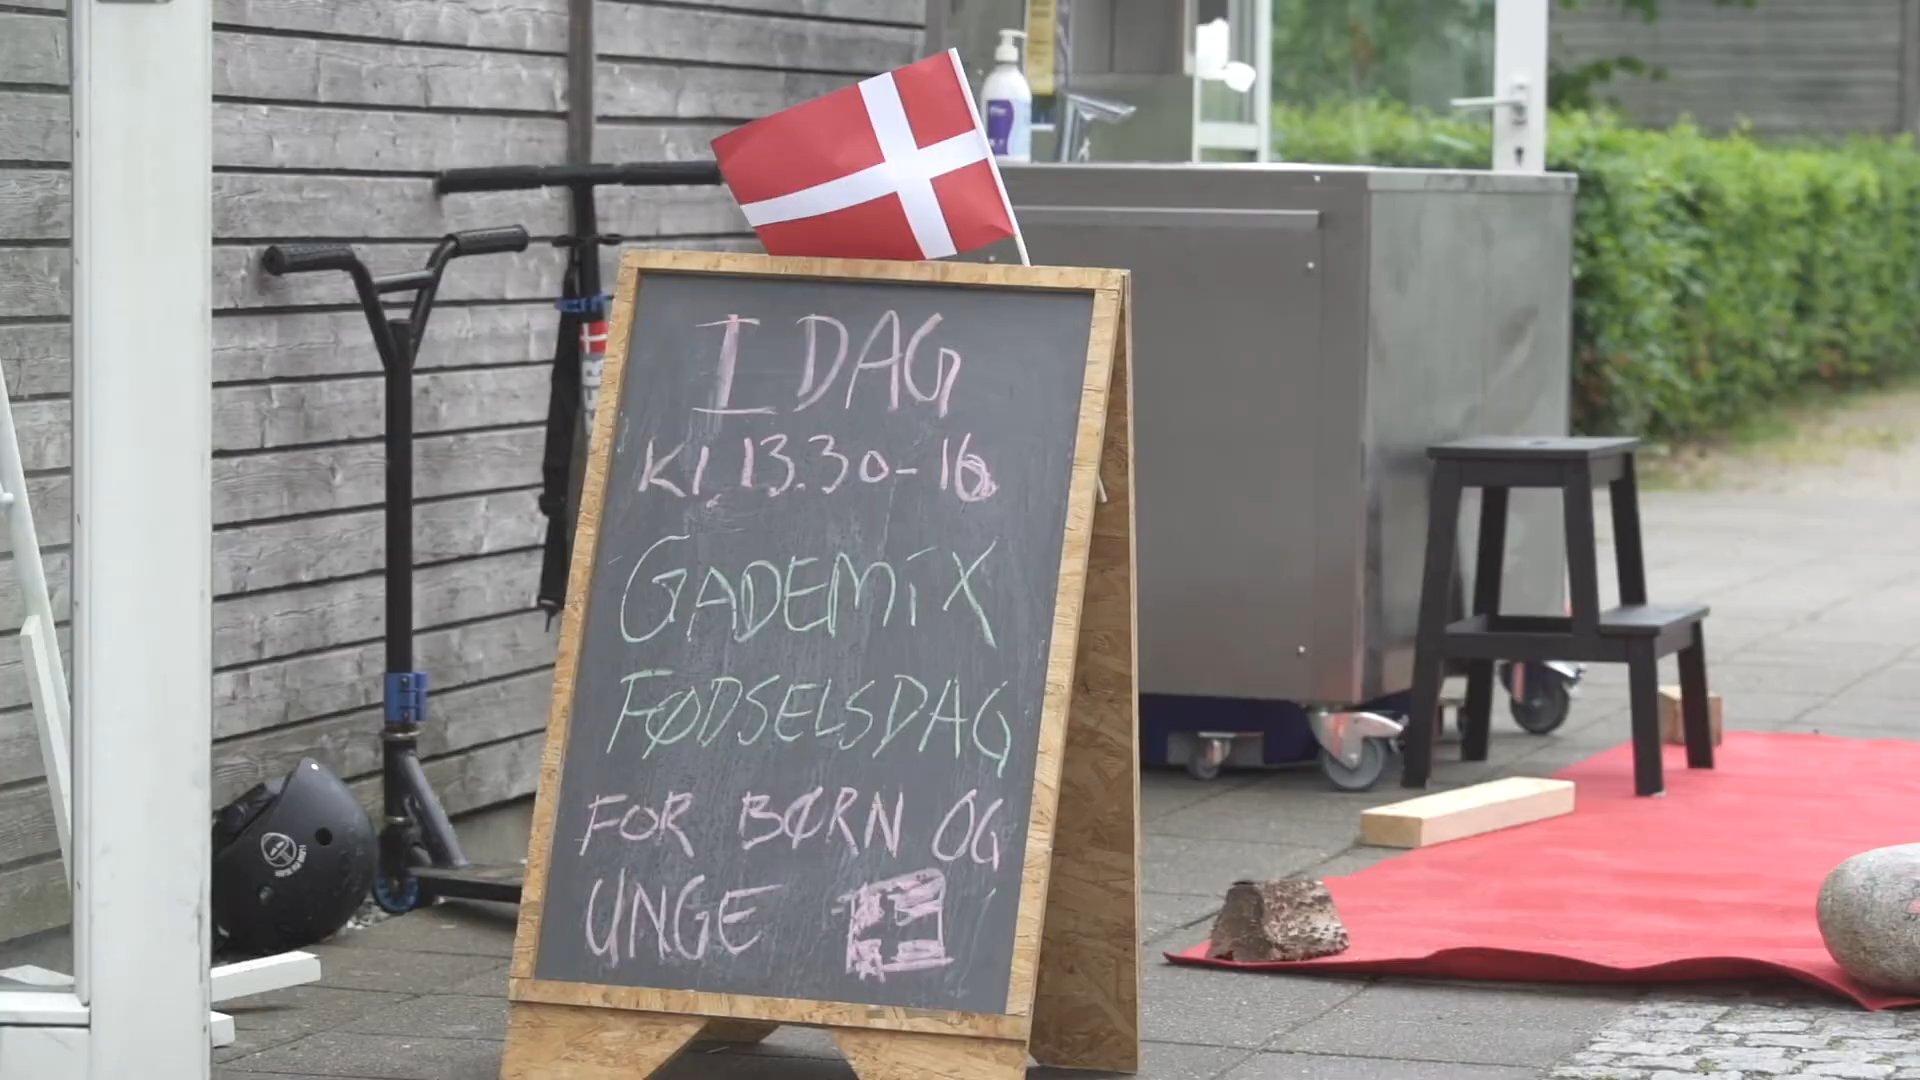 I DAG
Kl. 13.30-16
GADEMiX
FØDSELSDAG
FOR BØRN OG
UNGE